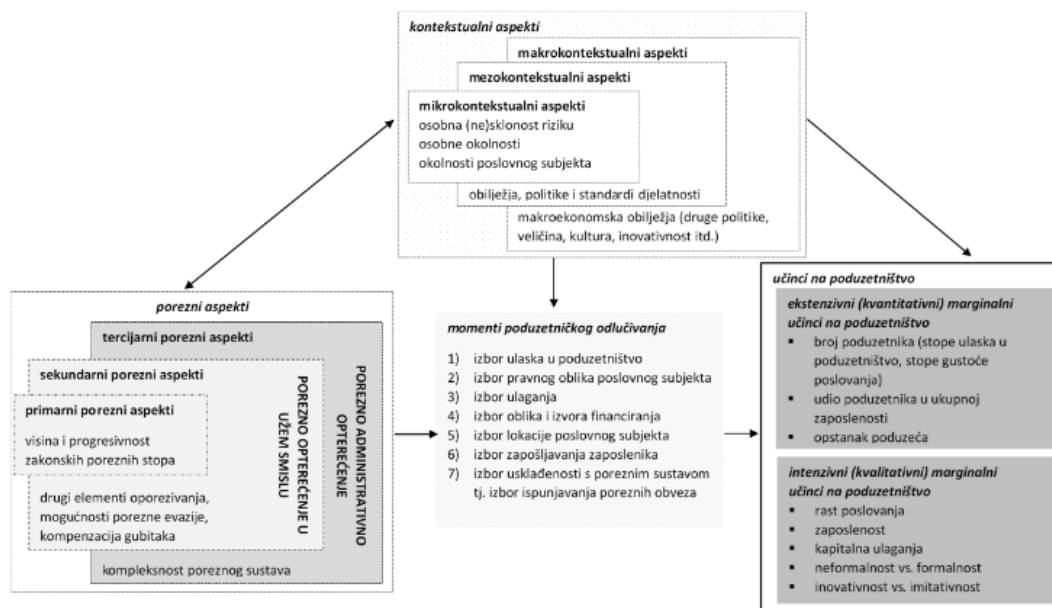 kontekstualni aspekti
makrokontekstualni aspekti
mezokontekstualni aspekti
mikrokontekstualni aspekti
osobna (ne)sklonost riziku
osobne okolnosti
okolnosti poslovnog subjekta
obilježja, politike i standardi djelatnosti
makroekonomska obilježja (druge politike,
veličina, kultura, inovativnost itd.)
porezni aspekti
tercijarni porezni aspekti
sekundarni porezni aspekti
primarni porezni aspekti
visina i progresivnost
zakonskih poreznih stopa
drugi elementi oporezivanja,
mogućnosti porezne evazije,
kompenzacija gubitaka
kompleksnost poreznog sustava
POREZNO OPTEREĆENJE U
UŽEM SMISLU
POREZNO ADMINISTRATIVNO
OPTEREĆENJE
momenti poduzetničkog odlučivanja
1) izbor ulaska u poduzetništvo
2) izbor pravnog oblika poslovnog subjekta
3) izbor ulaganja
4) izbor oblika i izvora financiranja
5) izbor lokacije poslovnog subjekta
6) izbor zapošljavanja zaposlenika
7) izbor usklađenosti s poreznim sustavom
tj. izbor ispunjavanja poreznih obveza
učinci na poduzetništvo
ekstenzivni (kvantitativni) marginalni
učinci na poduzetništvo
▪ broj poduzetnika (stope ulaska u
poduzetništvo, stope gustoće
poslovanja)
▪ udio poduzetnika u ukupnoj
zaposlenosti
▪ opstanak poduzeća
intenzivni (kvalitativni) marginalni
učinci na poduzetništvo
▪ rast poslovanja
▪ zaposlenost
▪ kapitalna ulaganja
▪ neformalnost vs. formalnost
▪ inovativnost vs. imitativnost